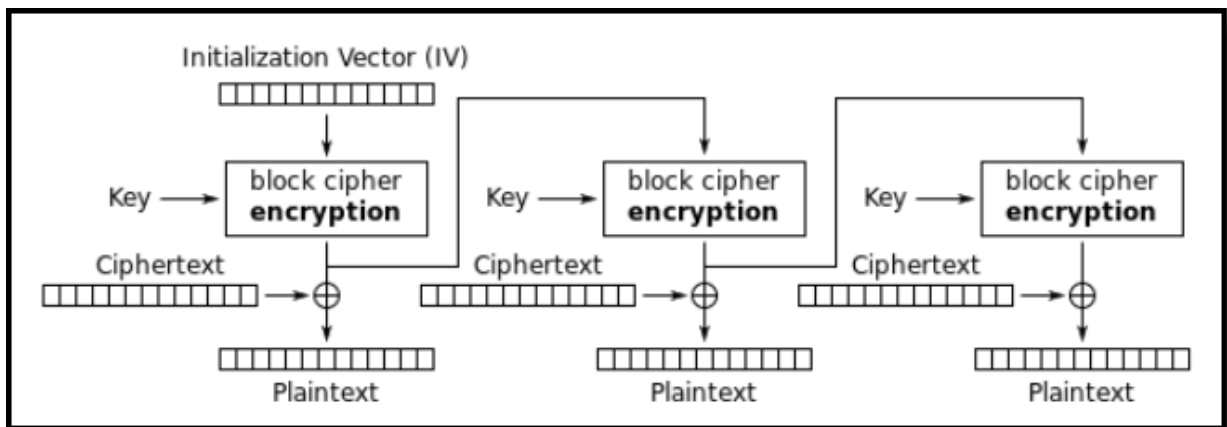 Initialization Vector (IV)
block cipher
encryption
Key
block cipher
encryption
Key
block cipher
encryption
Key
Ciphertext
Ciphertext
Ciphertext
Plaintext
Plaintext
Plaintext